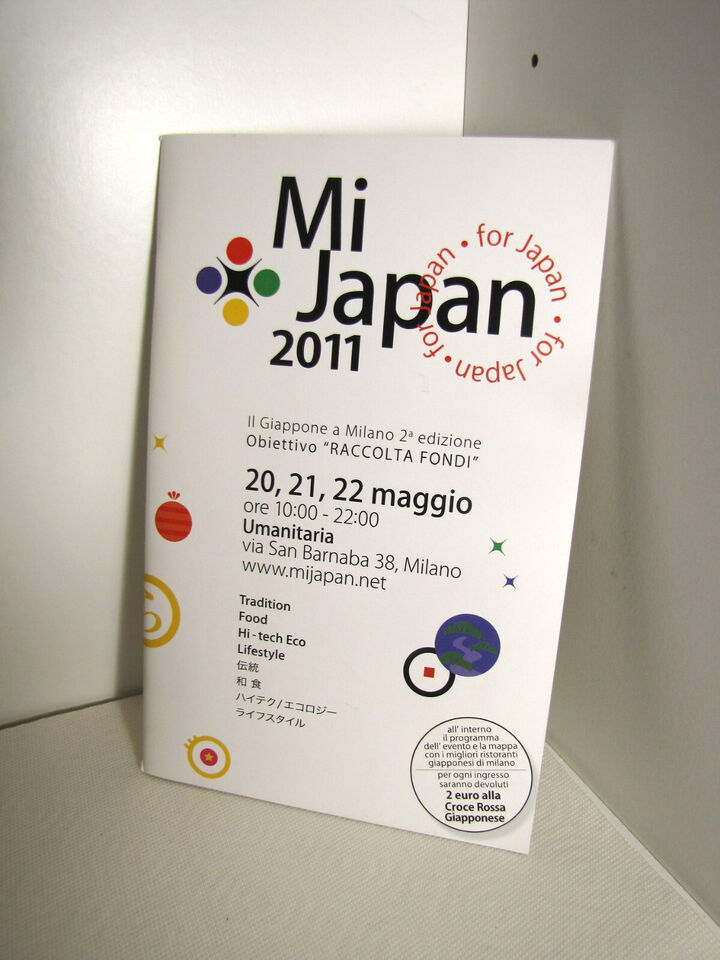 Mi
Japan
2011
for Japan • for Japan • for Japan •
Il Giappone a Milano 2ª edizione
Obiettivo "RACCOLTA FONDI"
20, 21, 22 maggio
ore 10:00 - 22:00
Umanitaria
via San Barnaba 38, Milano
www.mijapan.net
Tradition
Food
Hi - tech Eco
Lifestyle
伝統
和 食
ハイテク/エコロジー
ライフスタイル
all' interno
il programma
dell' evento e la mappa
con i migliori ristoranti
giapponesi di milano
per ogni ingresso
saranno devoluti
2 euro alla
Croce Rossa
Giapponese